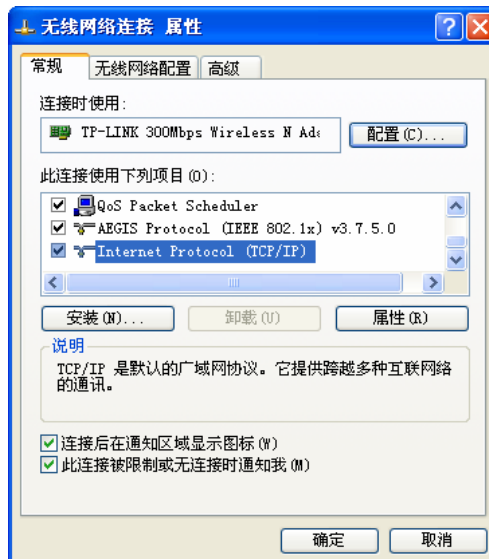 无线网络连接 属性
常规
无线网络配置
高级
连接时使用:
TP-LINK 300Mbps Wireless N Ada
配置(C)...
此连接使用下列项目(O):
QoS Packet Scheduler
AEGIS Protocol (IEEE 802.1x) v3.7.5.0
Internet Protocol (TCP/IP)
安装(N)...
卸载(U)
属性(R)
说明
TCP/IP 是默认的广域网协议。它提供跨越多种互联网络
的通讯。
连接后在通知区域显示图标(W)
此连接被限制或无连接时通知我(M)
确定
取消